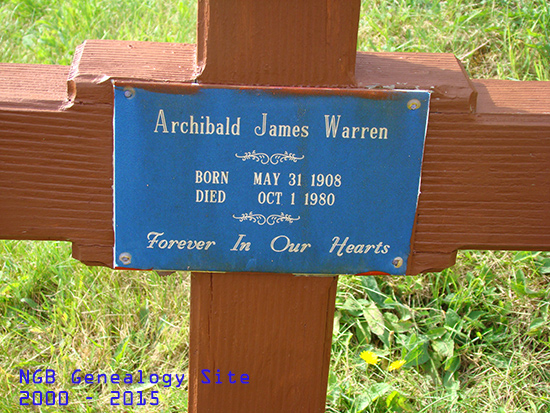 Archibald James Warren
BORN MAY 31 1908
DIED OCT 1 1980
Forever In Our Hearts
NGB Genealogy Site
2000 - 2015